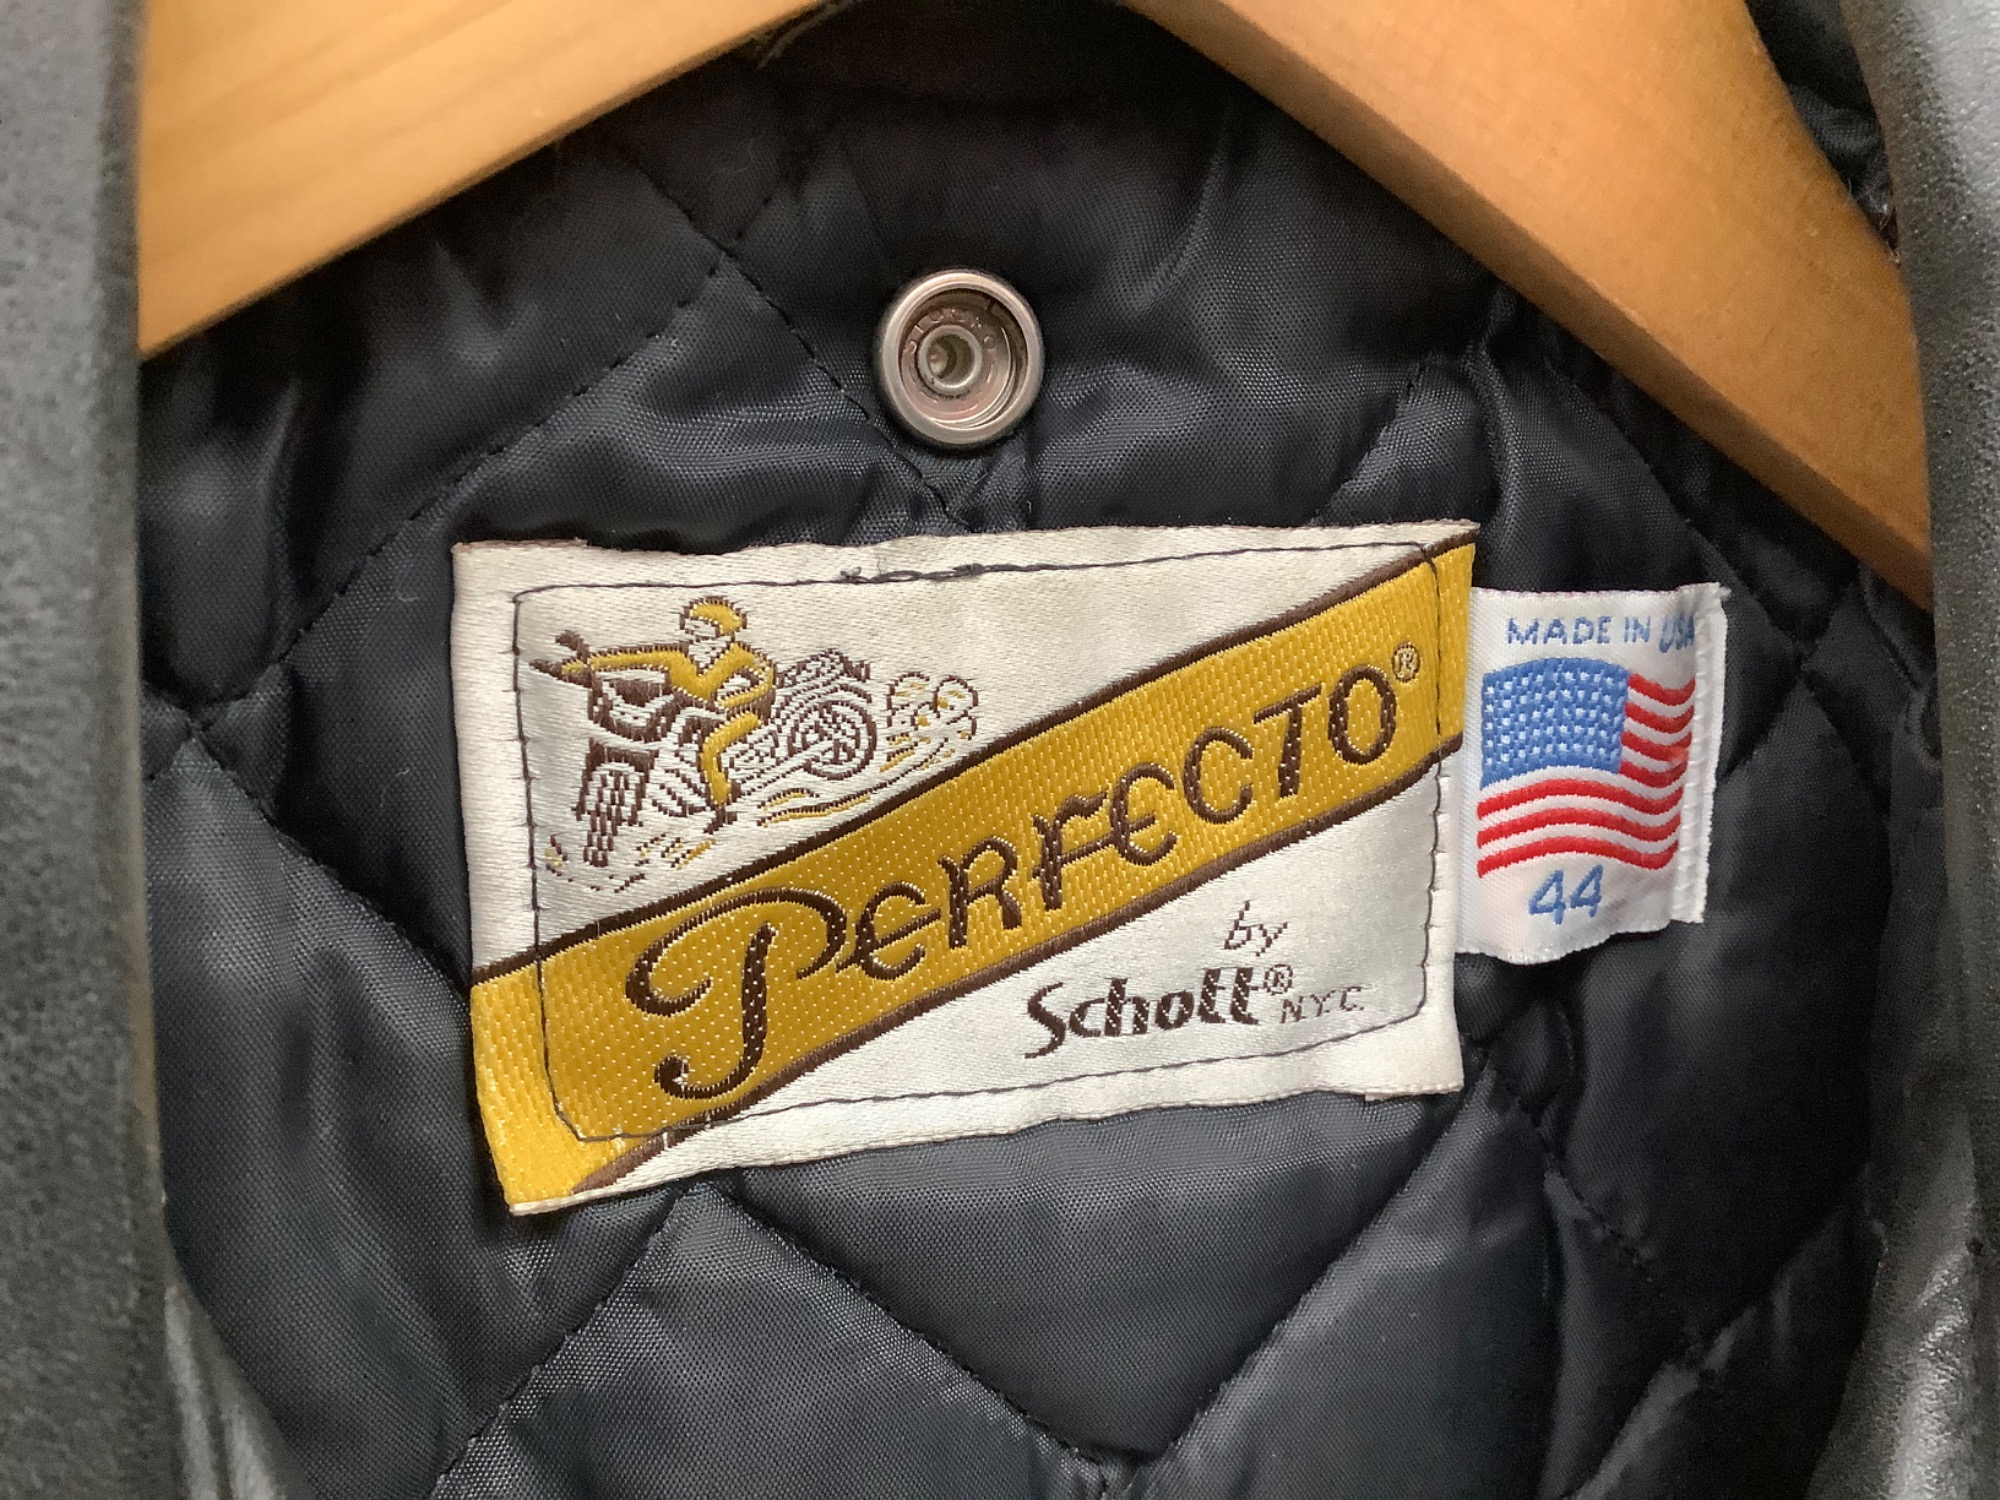 PERFECTO®
by
Schott® N.Y.C.
MADE IN USA
44